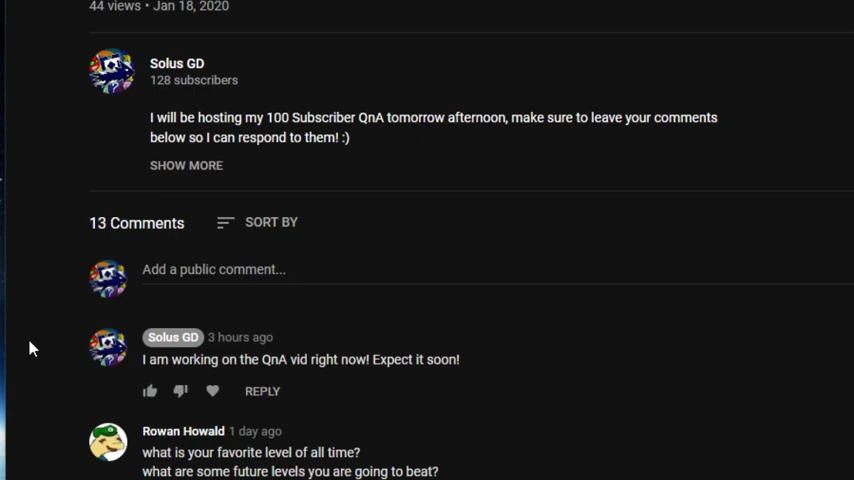 44 views • Jan 18, 2020
Solus GD
128 subscribers
I will be hosting my 100 Subscriber QnA tomorrow afternoon, make sure to leave your comments
below so I can respond to them! :)
SHOW MORE
13 Comments SORT BY
Add a public comment...
Solus GD 3 hours ago
I am working on the QnA vid right now! Expect it soon!
REPLY
Rowan Howald 1 day ago
what is your favorite level of all time?
what are some future levels you are going to beat?